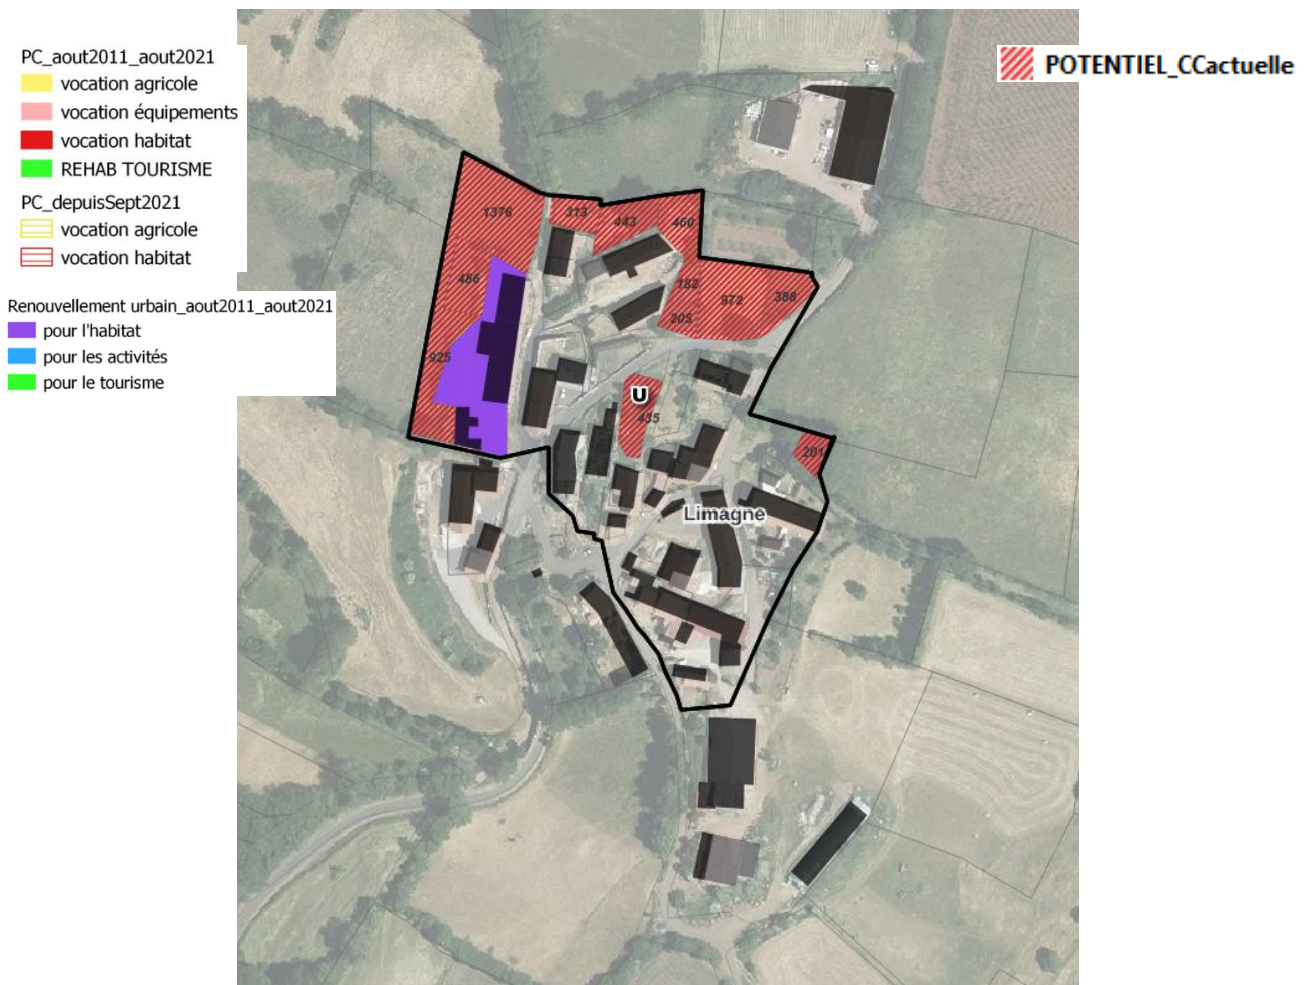 PC_aout2011_aout2021
vocation agricole
vocation équipements
vocation habitat
REHAB TOURISME
PC_depuisSept2021
vocation agricole
vocation habitat
Renouvellement urbain_aout2011_aout2021
pour l'habitat
pour les activités
pour le tourisme
POTENTIEL_CCactuelle
1376
313
443
460
486
182
972
388
205
925
U
435
201
Limagne